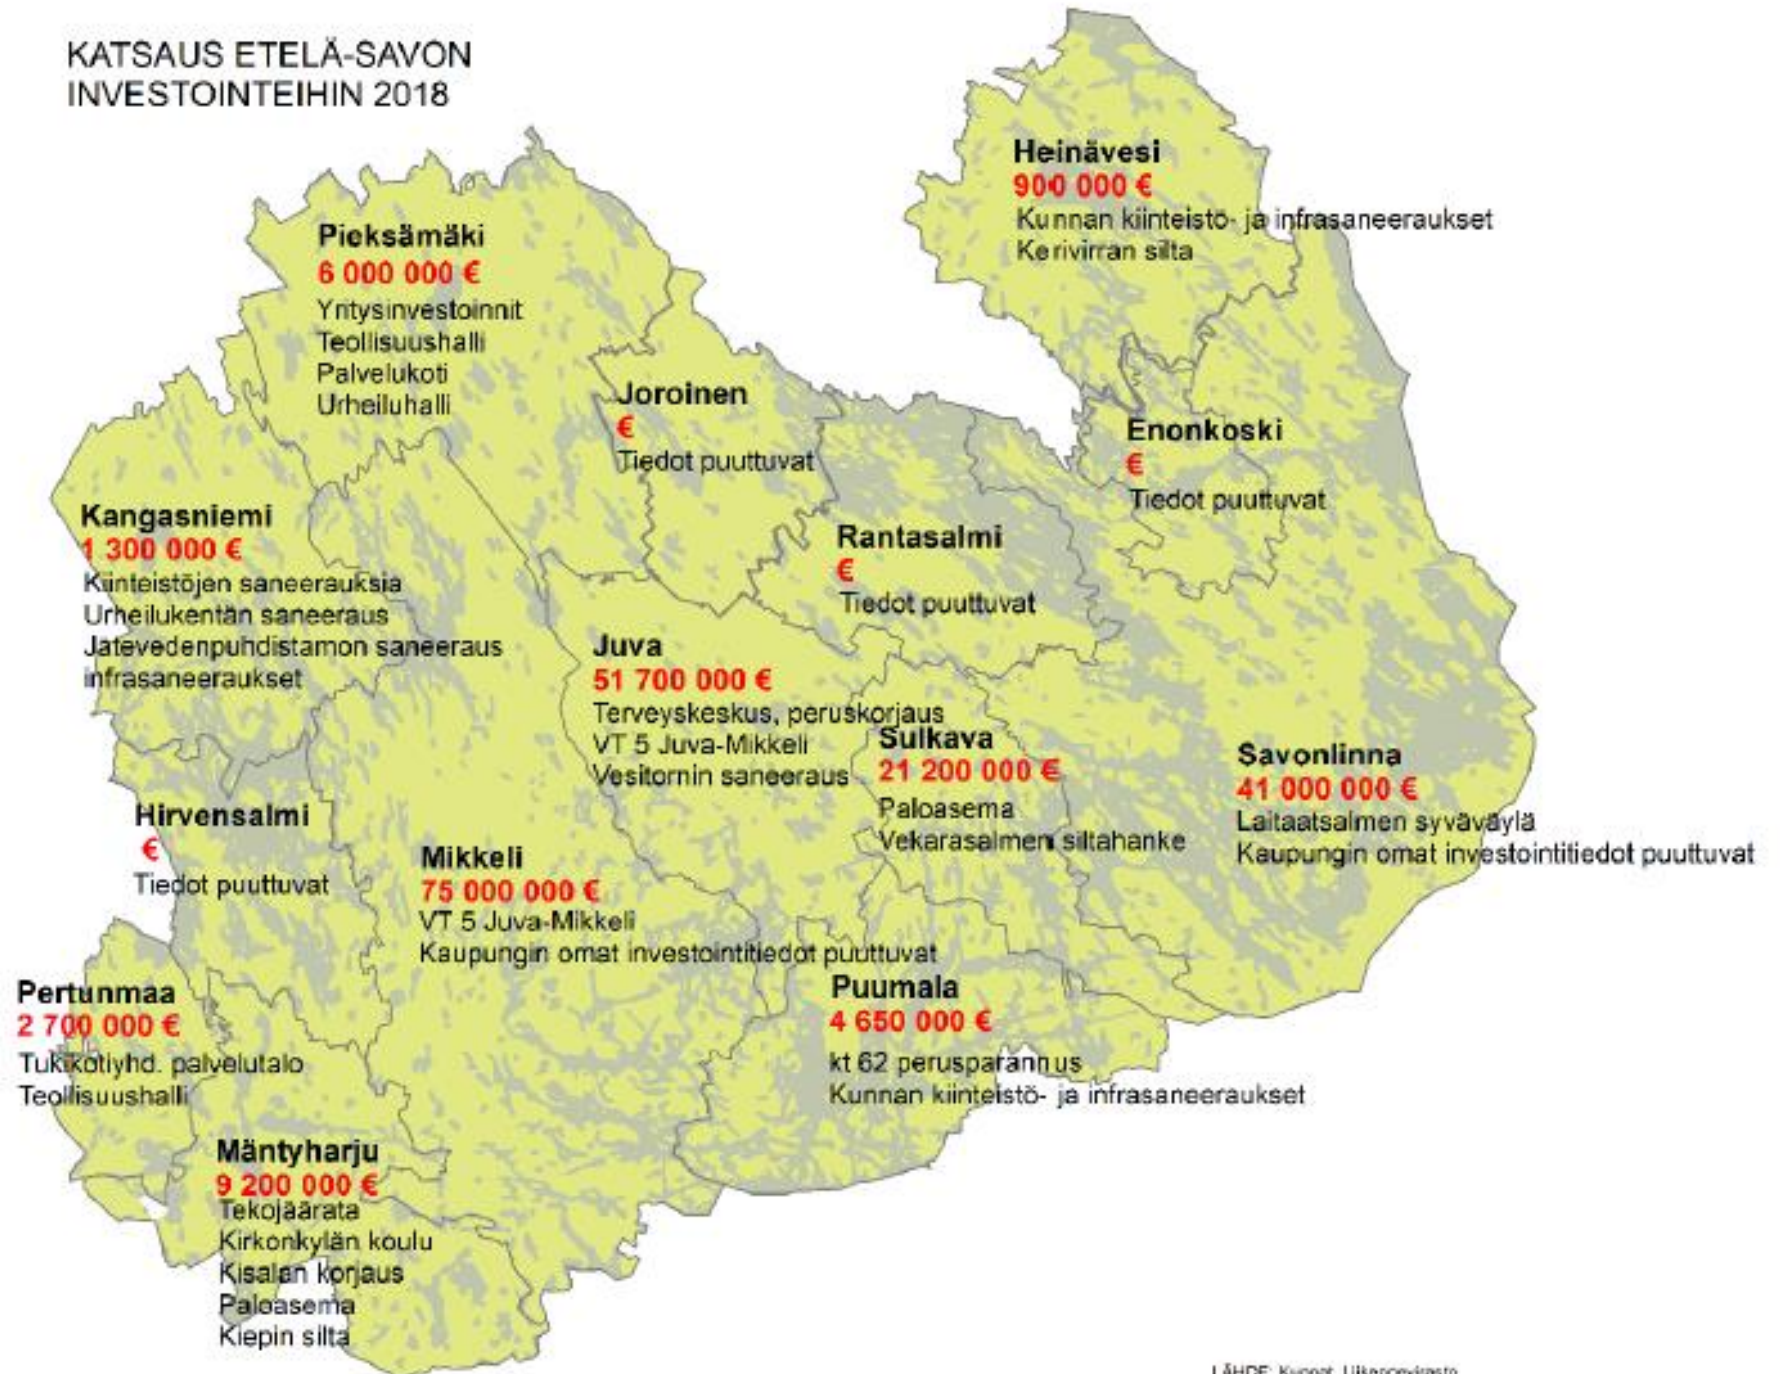 KATSAUS ETELÄ-SAVON
INVESTOINTEIHIN 2018
Heinävesi
900 000 €
Kunnan kiinteistö- ja infrasaneeraukset
Kerivirran silta
Pieksämäki
6 000 000 €
Yritysinvestoinnit
Teollisuushalli
Palvelukoti
Urheiluhalli
Joroinen
€
Tiedot puuttuvat
Enonkoski
€
Tiedot puuttuvat
Kangasniemi
1 300 000 €
Kiinteistöjen saneerauksia
Urheilukentän saneeraus
Jatevedenpuhdistamon saneeraus
infrasaneeraukset
Rantasalmi
€
Tiedot puuttuvat
Juva
51 700 000 €
Terveyskeskus, peruskorjaus
VT 5 Juva-Mikkeli
Vesitornin saneeraus
Sulkava
21 200 000 €
Paloasema
Vekarasalmen siltahanke
Savonlinna
41 000 000 €
Laitaatsalmen syväväylä
Kaupungin omat investointitiedot puuttuvat
Hirvensalmi
€
Tiedot puuttuvat
Mikkeli
75 000 000 €
VT 5 Juva-Mikkeli
Kaupungin omat investointitiedot puuttuvat
Pertunmaa
2 700 000 €
Tukikotiyhd. palvelutalo
Teollisuushalli
Puumala
4 650 000 €
kt 62 perusparannus
Kunnan kiinteistö- ja infrasaneeraukset
Mäntyharju
9 200 000 €
Tekojäärata
Kirkonkylän koulu
Kisalan korjaus
Paloasema
Kiepin silta
LÄHDE: Kunnat,